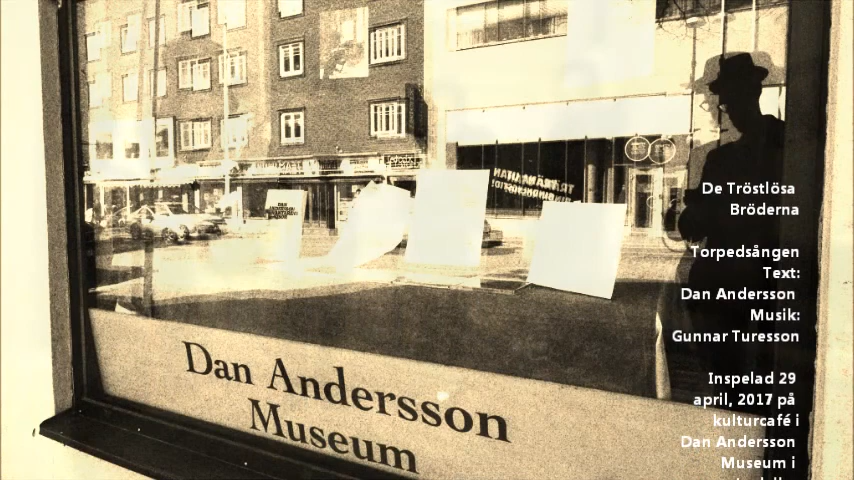 De Tröstlösa
Bröderna
Torpedsången
Text:
Dan Andersson
Musik:
Gunnar Turesson
Inspelad 29
april, 2017 på
kulturcafé i
Dan Andersson
Museum i
Dan Andersson
Museum